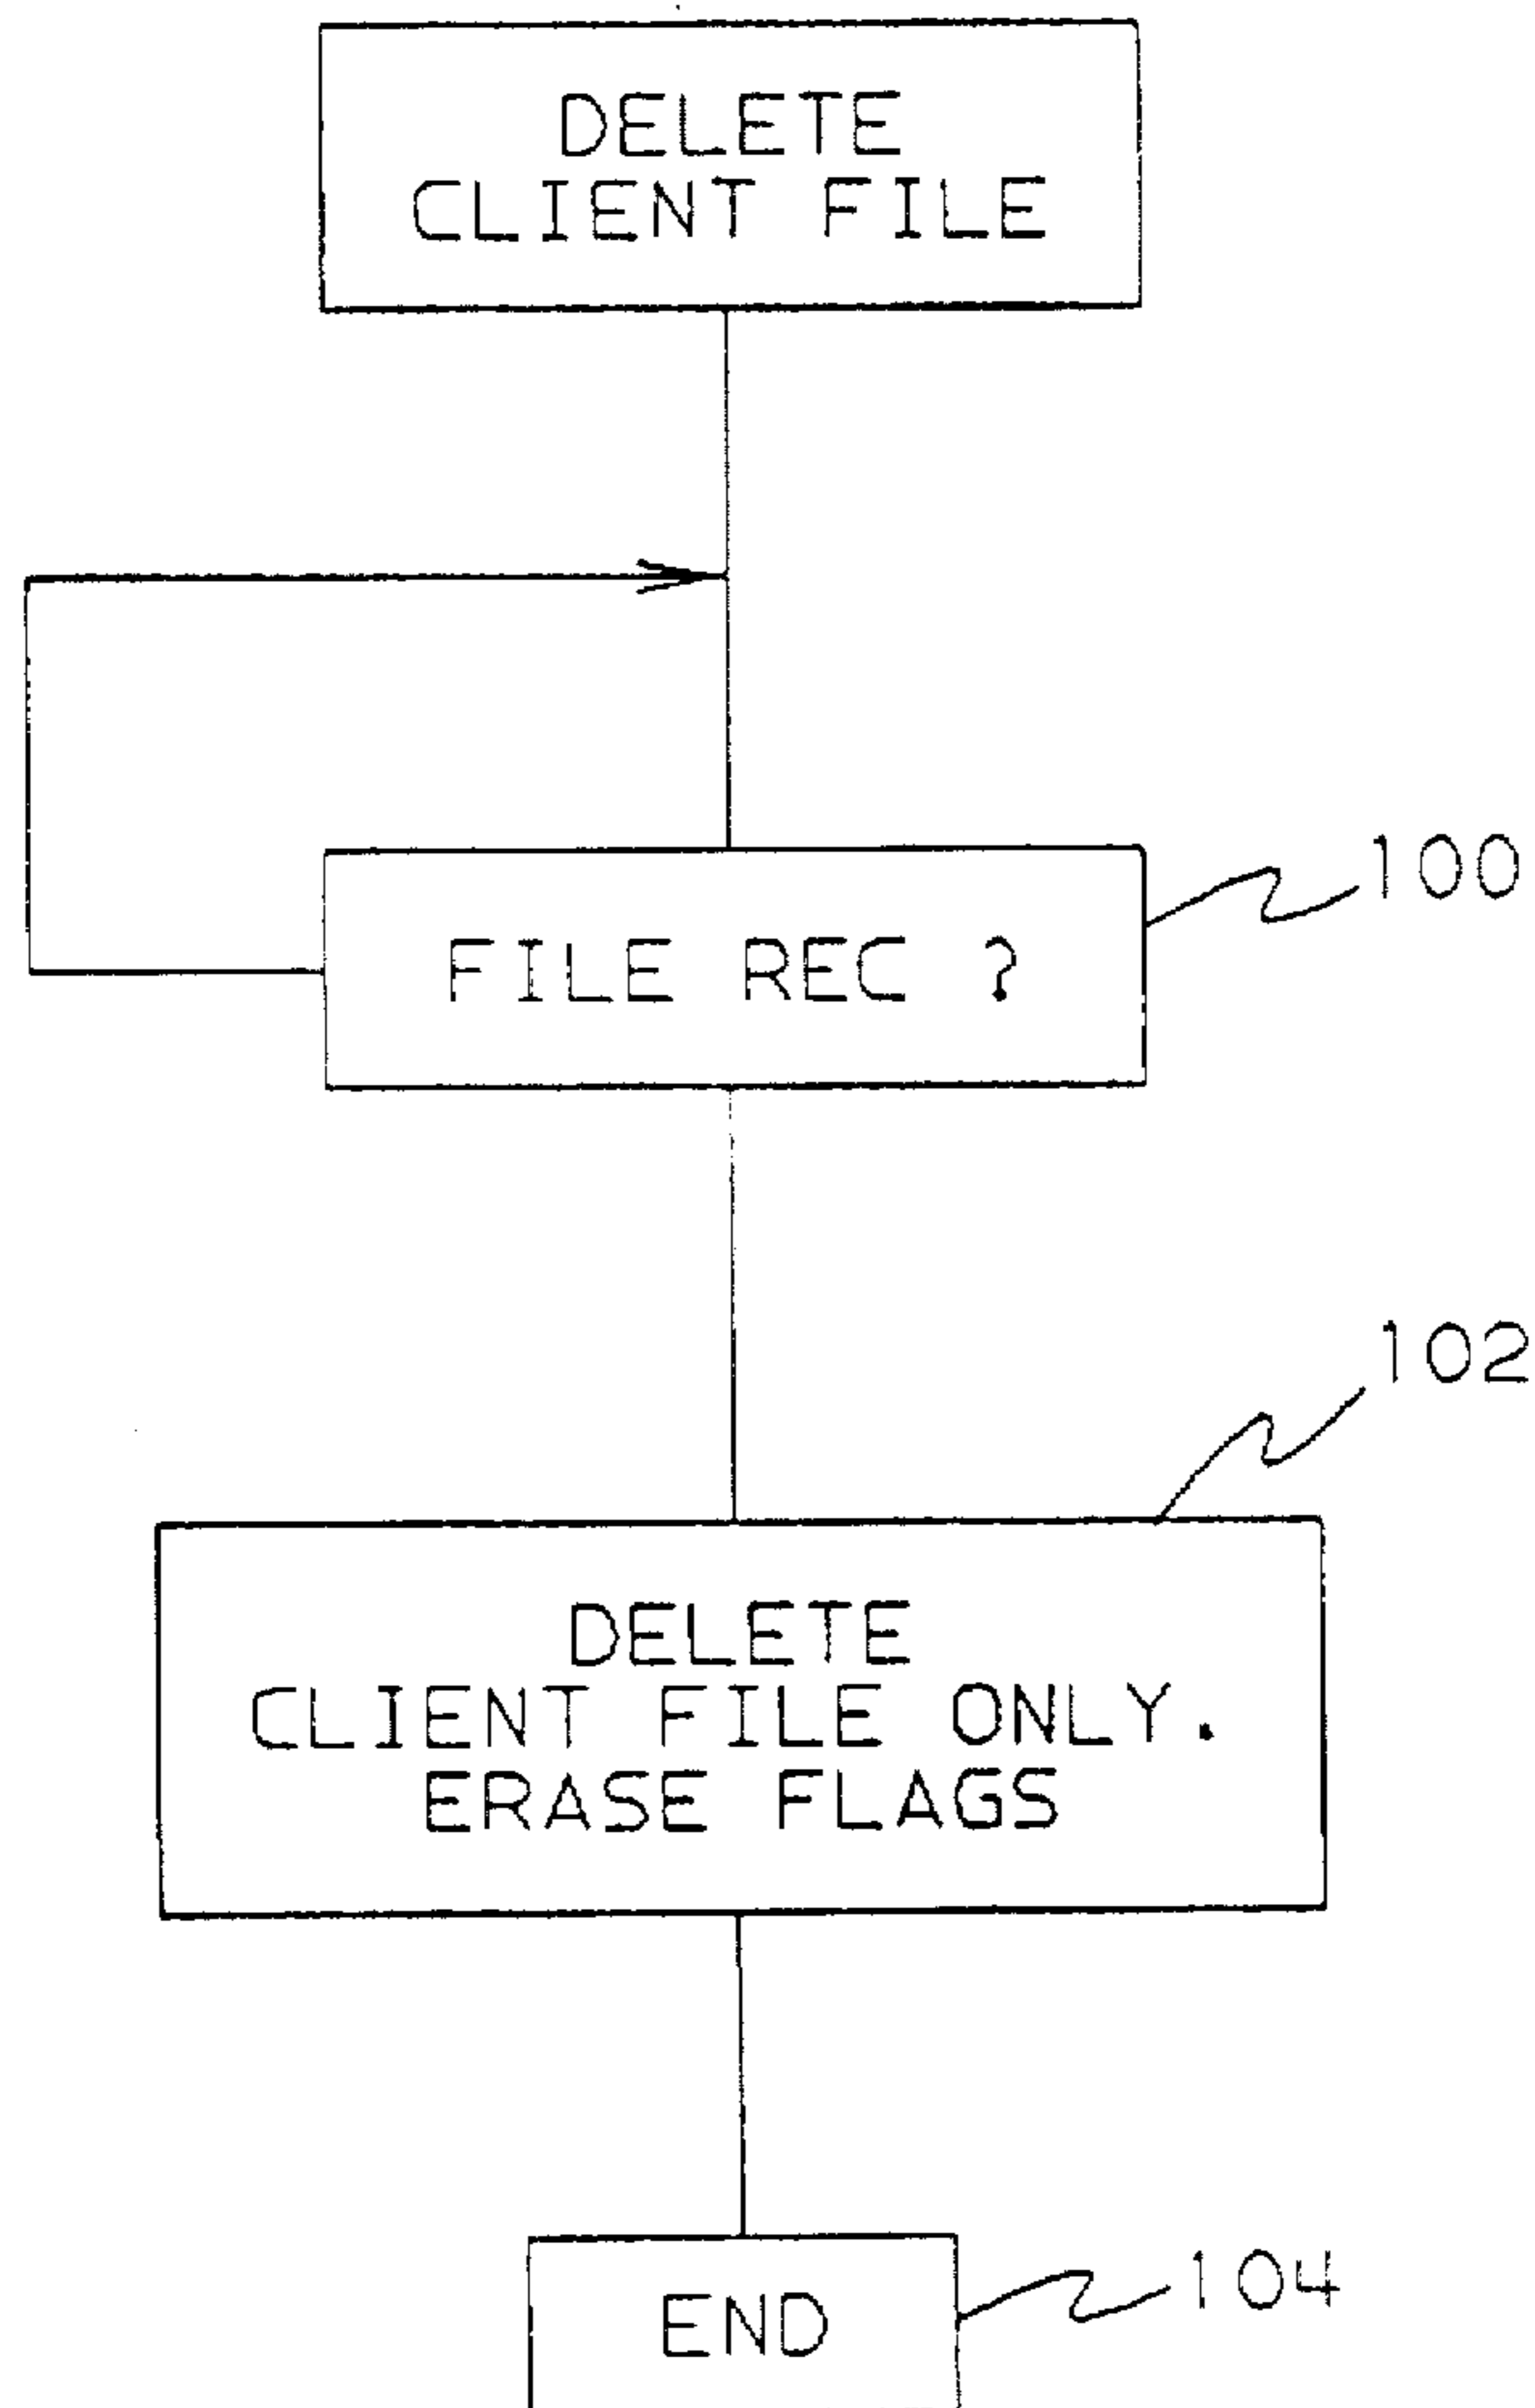 DELETE
CLIENT FILE
100
FILE REC ?
102
DELETE
CLIENT FILE ONLY.
ERASE FLAGS
104
END